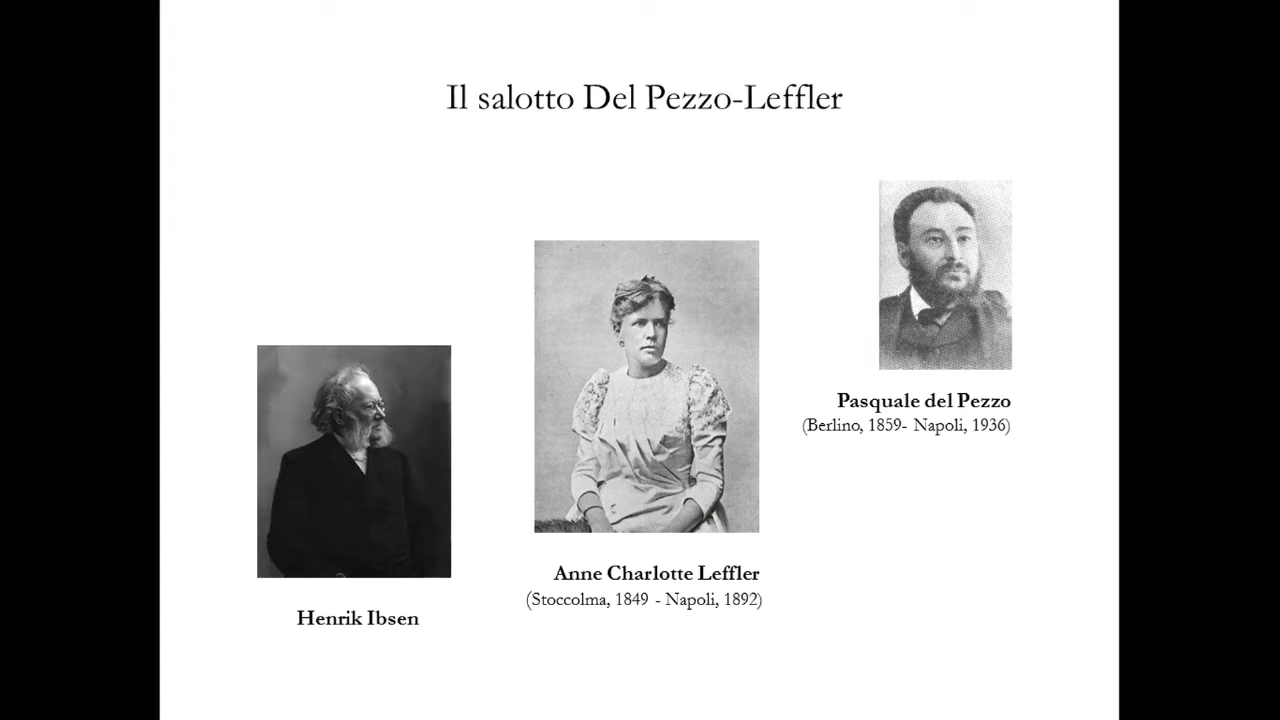 Il salotto Del Pezzo-Leffler
Pasquale del Pezzo
(Berlino, 1859- Napoli, 1936)
Anne Charlotte Leffler
(Stoccolma, 1849 - Napoli, 1892)
Henrik Ibsen